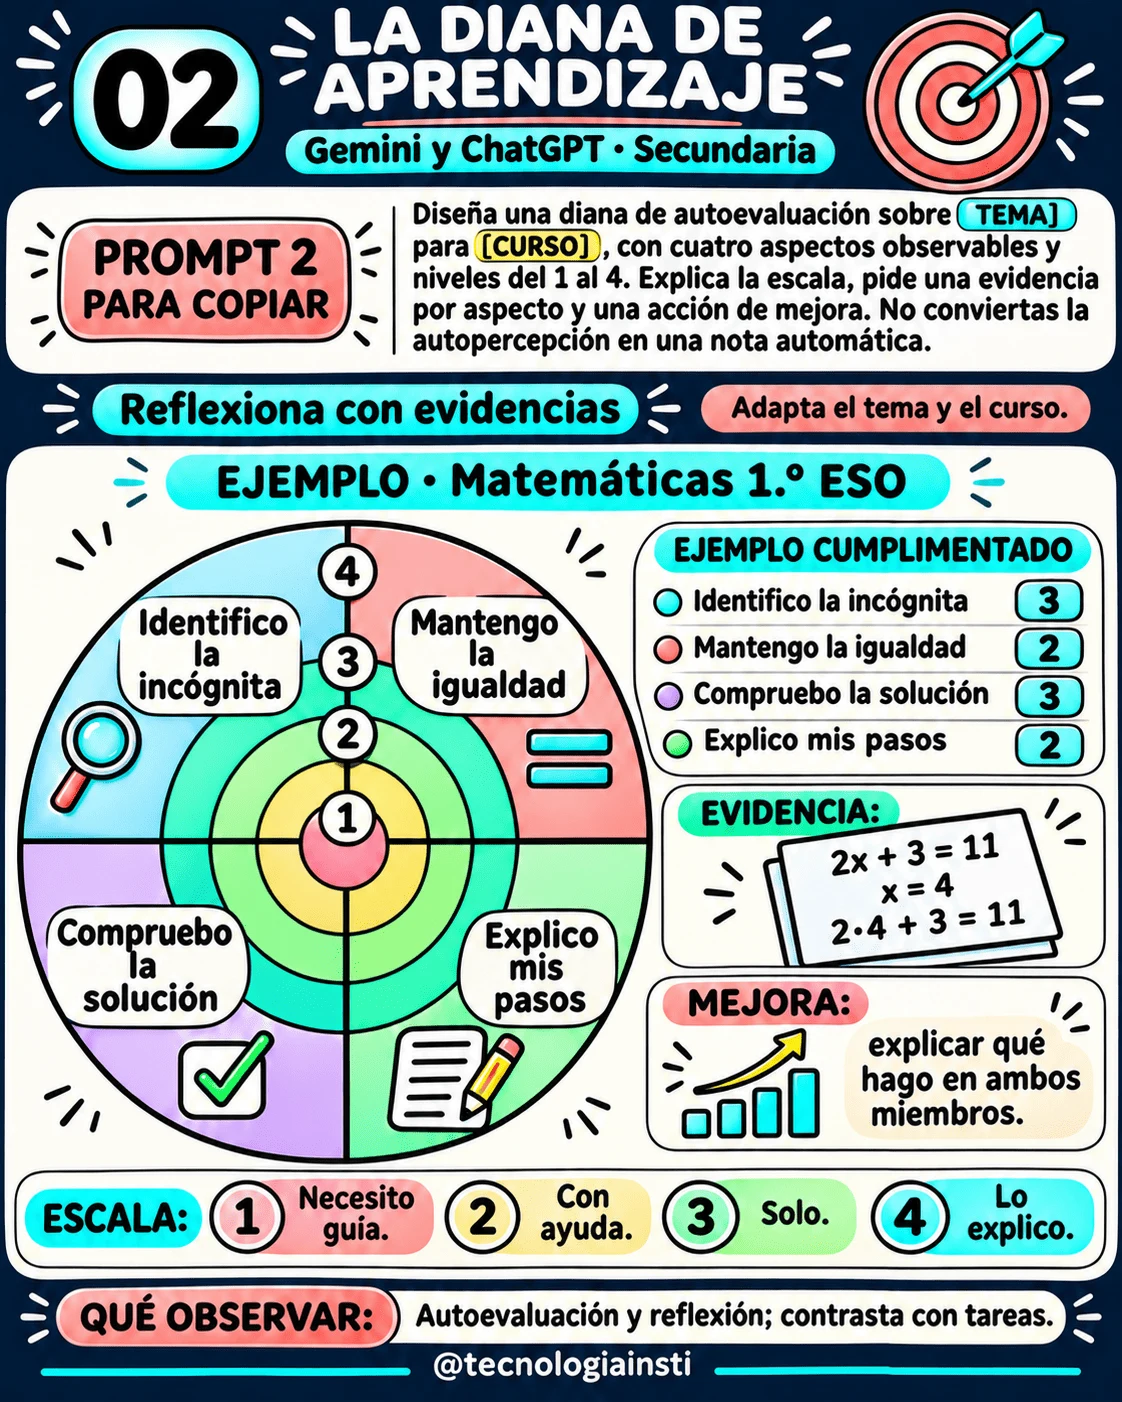 02
LA DIANA DE
APRENDIZAJE
Gemini y ChatGPT · Secundaria
PROMPT 2
PARA COPIAR
Diseña una diana de autoevaluación sobre TEMA]
para [CURSO], con cuatro aspectos observables y
niveles del 1 al 4. Explica la escala, pide una evidencia
por aspecto y una acción de mejora. No conviertas la
autopercepción en una nota automática.
Reflexiona con evidencias
Adapta el tema y el curso.
EJEMPLO · Matemáticas 1.º ESO
4
3
2
1
Identifico
la
incógnita
Mantengo
la
igualdad
Compruebo
la
solución
Explico
mis
pasos
EJEMPLO CUMPLIMENTADO
Identifico la incógnita 3
Mantengo la igualdad 2
Compruebo la solución 3
Explico mis pasos 2
EVIDENCIA:
2x + 3 = 11
x = 4
2·4 + 3 = 11
MEJORA:
explicar qué
hago en ambos
miembros.
ESCALA:
1 Necesito
guía.
2 Con
ayuda.
3 Solo.
4 Lo
explico.
QUÉ OBSERVAR: Autoevaluación y reflexión; contrasta con tareas.
@tecnologiainsti